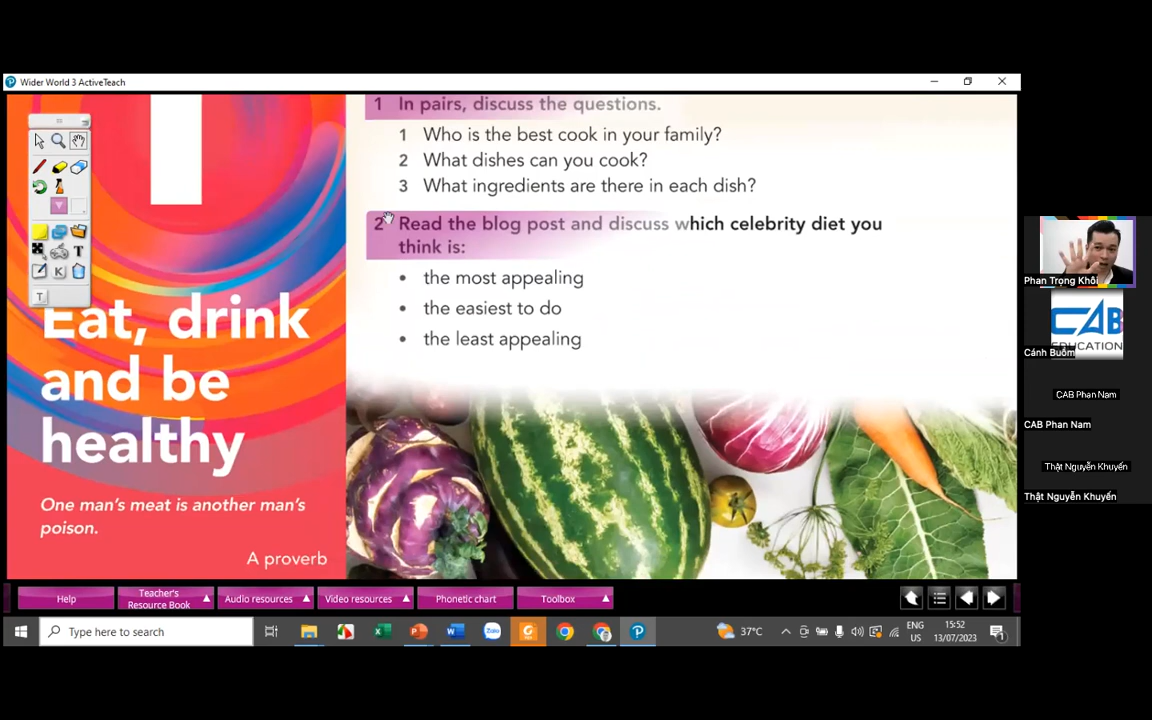 Wider World 3 ActiveTeach
1 In pairs, discuss the questions.
1 Who is the best cook in your family?
2 What dishes can you cook?
3 What ingredients are there in each dish?
2 Read the blog post and discuss which celebrity diet you
think is:
• the most appealing
• the easiest to do
• the least appealing
Eat, drink
and be
healthy
One man's meat is another man's
poison.
A proverb
T
K
T
Phan Trọng Khôi
CAB
EDUCATION
Cánh Buồm
CAB Phan Nam
CAB Phan Nam
Thật Nguyễn Khuyến
Thật Nguyễn Khuyến
Help
Teacher's
Resource Book
Audio resources
Video resources
Phonetic chart
Toolbox
Type here to search
Zalo
37°C
ENG
US
15:52
13/07/2023
1